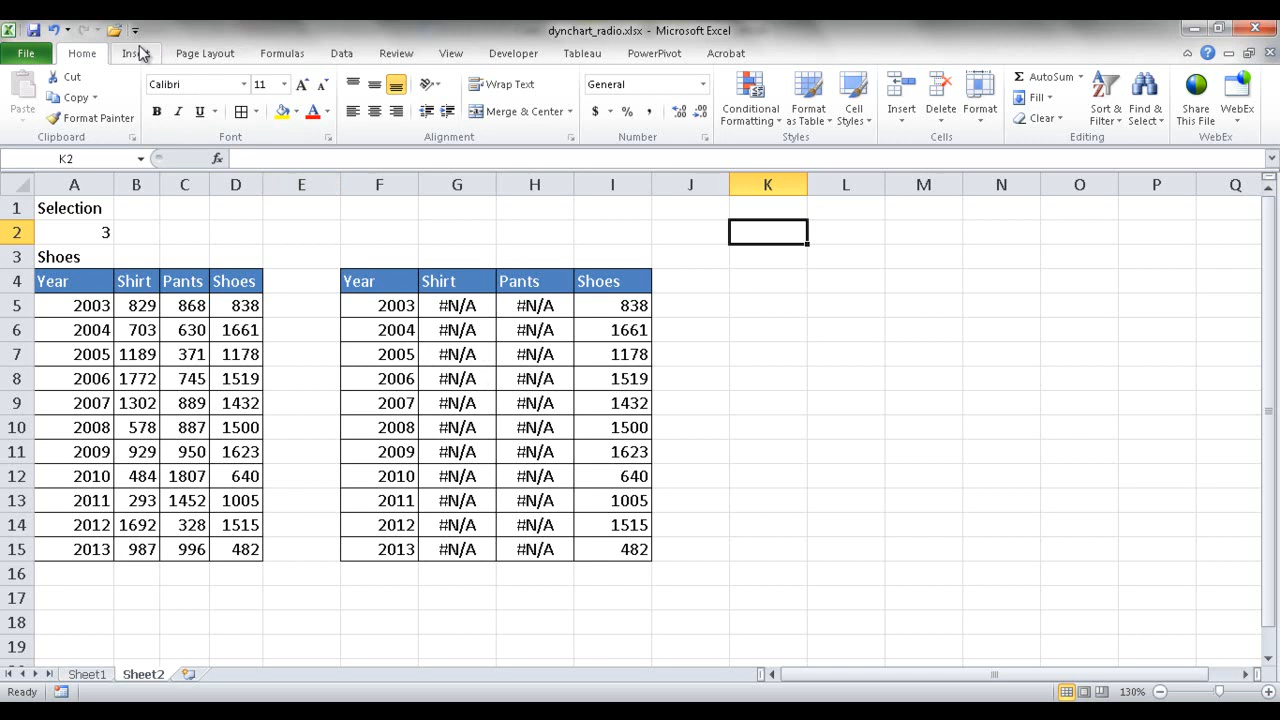 dynchart_radio.xlsx - Microsoft Excel
File Home Insert Page Layout Formulas Data Review View Developer Tableau PowerPivot Acrobat
Paste Cut Copy Format Painter Clipboard
Calibri 11 B I U A A A Font
Wrap Text Merge & Center Alignment
General $ % , .0 .00 .00 .0 Number
Conditional Formatting Format as Table Cell Styles Styles
Insert Delete Format Cells
Σ AutoSum Fill Clear Sort & Filter Find & Select Editing
Share This File WebEx WebEx
K2 fx
A B C D E F G H I J K L M N O P Q
1 Selection
2 3
3 Shoes
4 Year Shirt Pants Shoes Year Shirt Pants Shoes
5 2003 829 868 838 2003 #N/A #N/A 838
6 2004 703 630 1661 2004 #N/A #N/A 1661
7 2005 1189 371 1178 2005 #N/A #N/A 1178
8 2006 1772 745 1519 2006 #N/A #N/A 1519
9 2007 1302 889 1432 2007 #N/A #N/A 1432
10 2008 578 887 1500 2008 #N/A #N/A 1500
11 2009 929 950 1623 2009 #N/A #N/A 1623
12 2010 484 1807 640 2010 #N/A #N/A 640
13 2011 293 1452 1005 2011 #N/A #N/A 1005
14 2012 1692 328 1515 2012 #N/A #N/A 1515
15 2013 987 996 482 2013 #N/A #N/A 482
16
17
18
19
Sheet1 Sheet2
Ready 130%